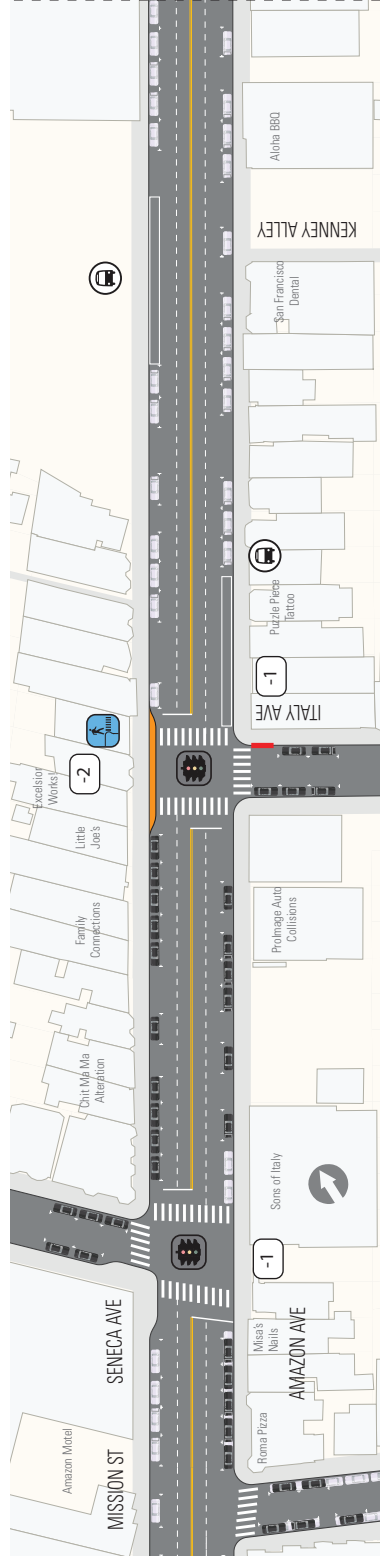 Aloha BBQ
KENNEY ALLEY
San Francisco
Dental
Puzzle Piece
Tattoo
-1
ITALY AVE
-2
Excelsior
Works!
Little
Joe's
Family
Connections
ProImage Auto
Collisions
Chit Ma Ma
Alteration
Sons of Italy
-1
SENECA AVE
Misa's
Nails
AMAZON AVE
Amazon Motel
MISSION ST
Roma Pizza